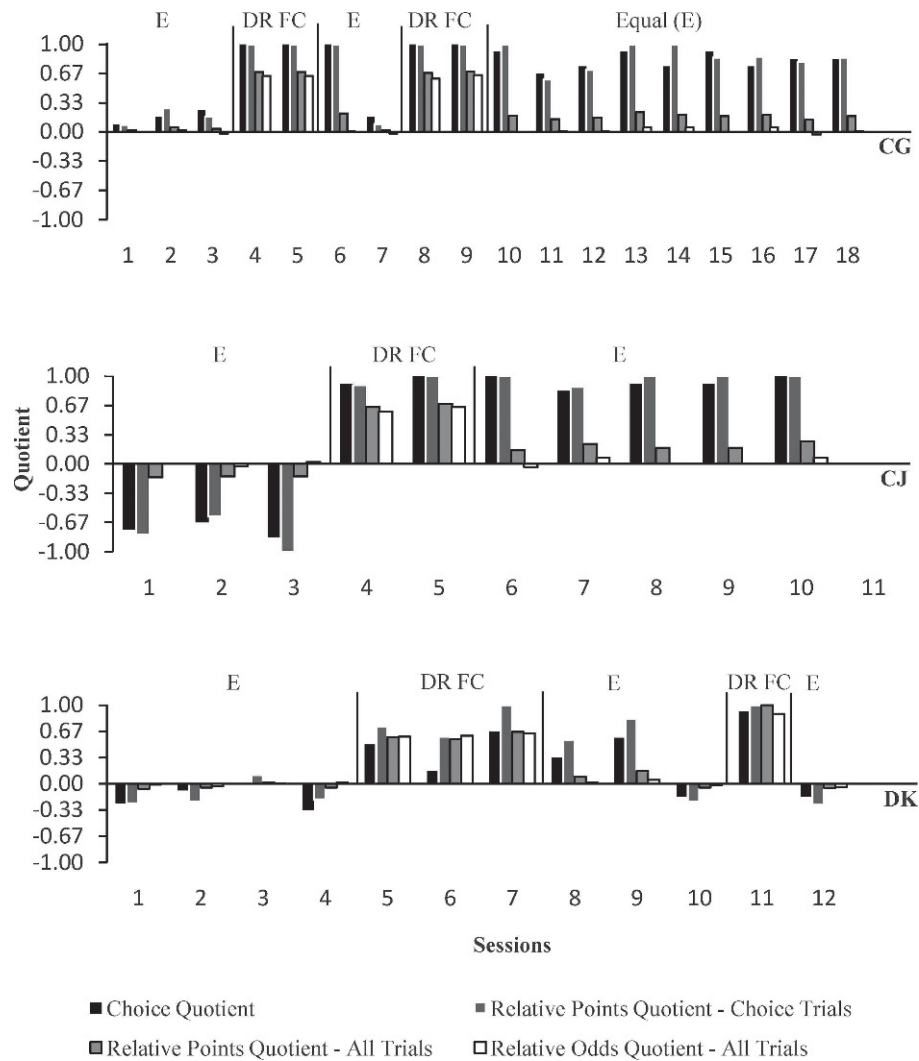 E DR FC E DR FC Equal (E)
1.00
0.67
0.33
0.00
-0.33
-0.67
-1.00
CG
1 2 3 4 5 6 7 8 9 10 11 12 13 14 15 16 17 18
E DR FC E
1.00
0.67
0.33
0.00
-0.33
-0.67
-1.00
Quotient
CJ
1 2 3 4 5 6 7 8 9 10 11
E DR FC E DR FC E
1.00
0.67
0.33
0.00
-0.33
-0.67
-1.00
DK
1 2 3 4 5 6 7 8 9 10 11 12
Sessions
Choice Quotient
Relative Points Quotient - Choice Trials
Relative Points Quotient - All Trials
Relative Odds Quotient - All Trials